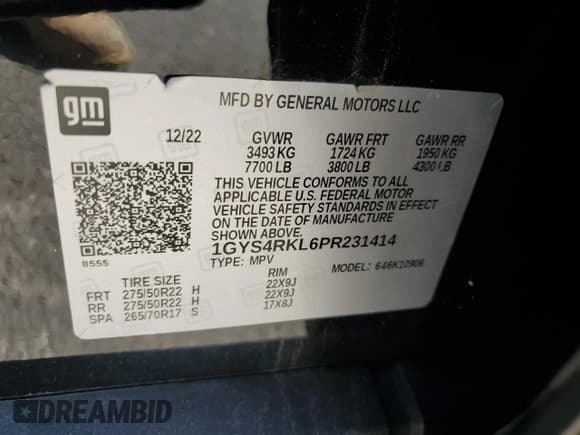 gm
MFD BY GENERAL MOTORS LLC
12/22 GVWR GAWR FRT GAWR RR
3493 KG 1724 KG 1950 KG
7700 LB 3800 LB 4300 LB
THIS VEHICLE CONFORMS TO ALL
APPLICABLE U.S. FEDERAL MOTOR
VEHICLE SAFETY STANDARDS IN EFFECT
ON THE DATE OF MANUFACTURE
SHOWN ABOVE.
1GYS4RKL6PR231414
8555
TYPE: MPV MODEL: 646K10906
TIRE SIZE RIM
FRT 275/50R22 H 22X9J
RR 275/50R22 H 22X9J
SPA 265/70R17 S 17X8J
DREAMBID